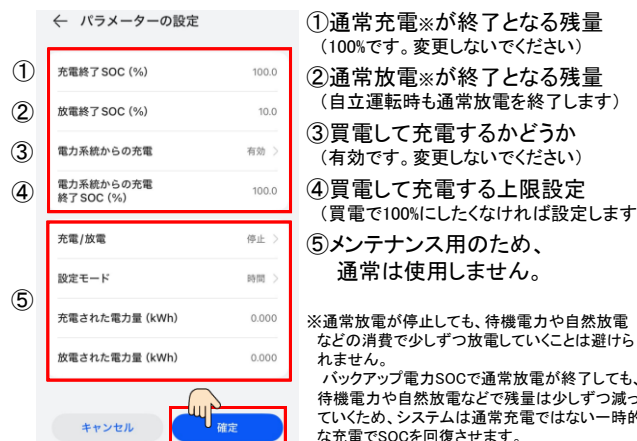 ← パラメーターの設定
① 充電終了SOC (%) 100.0
② 放電終了SOC (%) 10.0
③ 電力系統からの充電 有効 >
④ 電力系統からの充電
終了SOC (%) 100.0
充電/放電 停止 >
設定モード 時間 >
⑤
充電された電力量 (kWh) 0.000
放電された電力量 (kWh) 0.000
キャンセル 確定
①通常充電※が終了となる残量
(100%です。変更しないでください)
②通常放電※が終了となる残量
(自立運転時も通常放電を終了します)
③買電して充電するかどうか
(有効です。変更しないでください)
④買電して充電する上限設定
(買電で100%にしたくなければ設定します
⑤メンテナンス用のため、
通常は使用しません。
※通常放電が停止しても、待機電力や自然放電
などの消費で少しずつ放電していくことは避けら
れません。
バックアップ電力SOCで通常放電が終了しても、
待機電力や自然放電などで残量は少しずつ減っ
ていくため、システムは通常充電ではない一時的
な充電でSOCを回復させます。